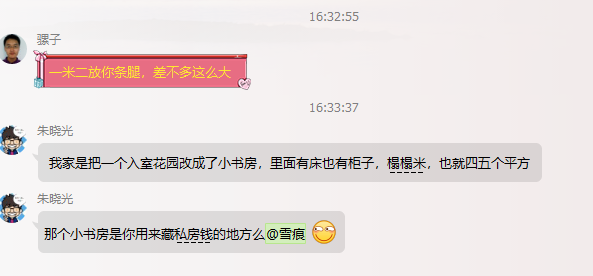 16:32:55
骡子
一米二放你条腿，差不多这么大
16:33:37
朱晓光
我家是把一个入室花园改成了小书房，里面有床也有柜子，榻榻米，也就四五个平方
朱晓光
那个小书房是你用来藏私房钱的地方么@雪痕